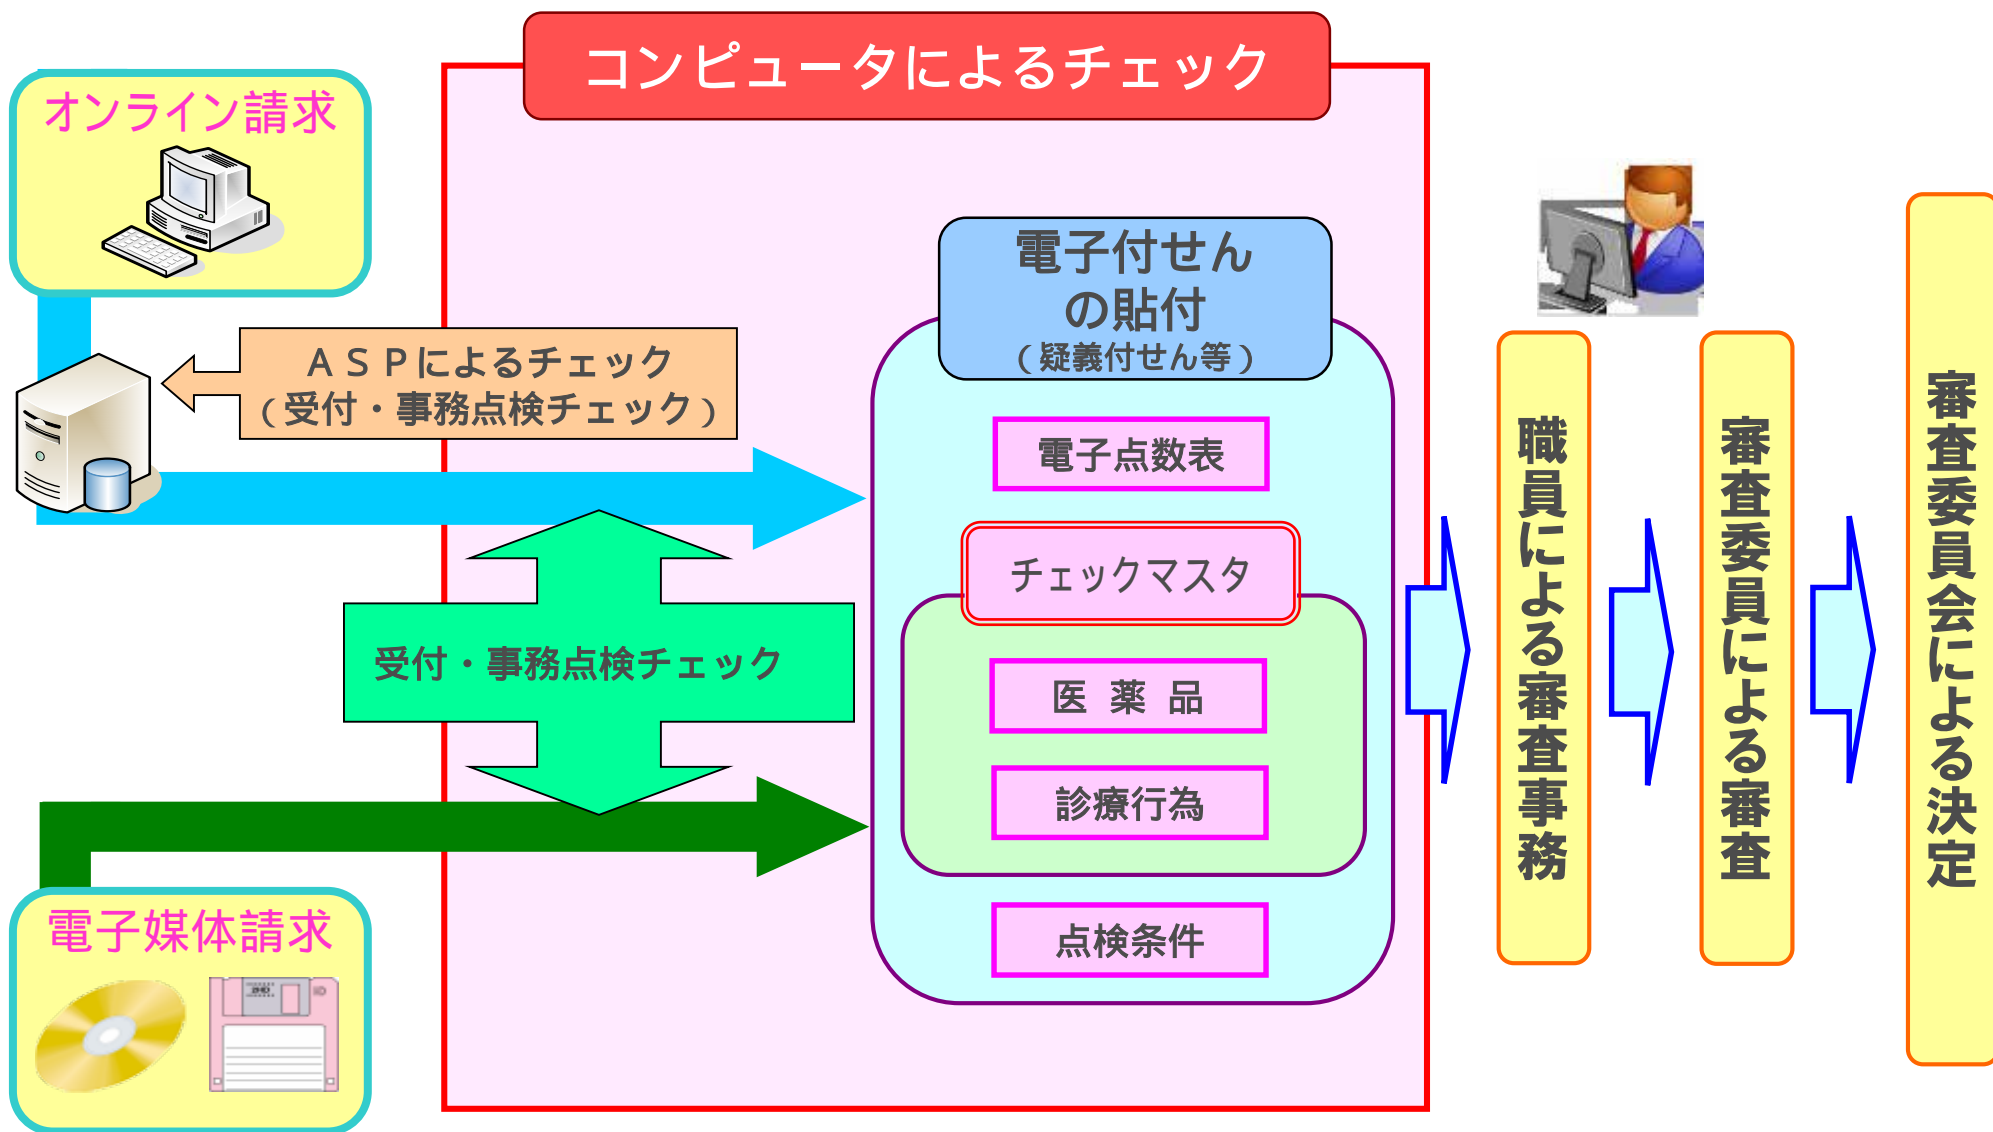 コンピュータによるチェック
オンライン請求
ＡＳＰによるチェック
（受付・事務点検チェック）
受付・事務点検チェック
電子媒体請求
電子付せん
の貼付
（疑義付せん等）
電子点数表
チェックマスタ
医 薬 品
診療行為
点検条件
職員による審査事務
審査委員による審査
審査委員会による決定